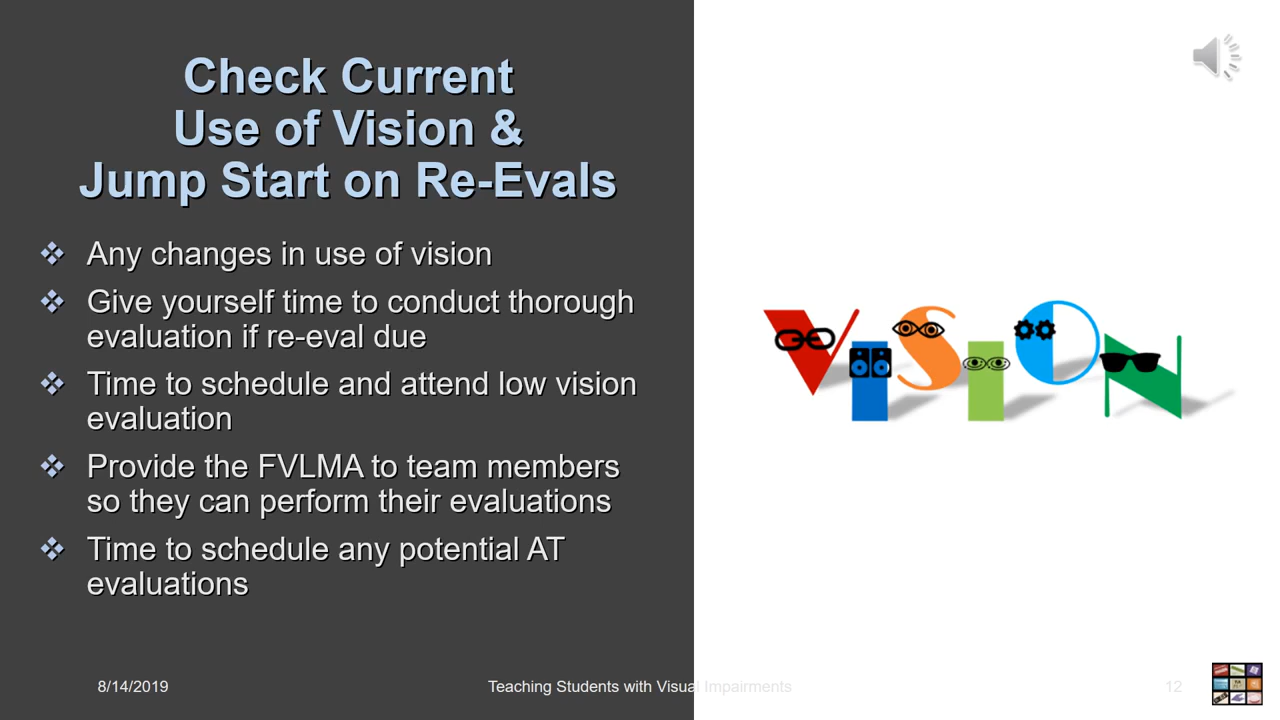 Check Current
Use of Vision &
Jump Start on Re-Evals
❖ Any changes in use of vision
❖ Give yourself time to conduct thorough
evaluation if re-eval due
❖ Time to schedule and attend low vision
evaluation
❖ Provide the FVLMA to team members
so they can perform their evaluations
❖ Time to schedule any potential AT
evaluations
VISION
8/14/2019
Teaching Students with Visual Impairments
12